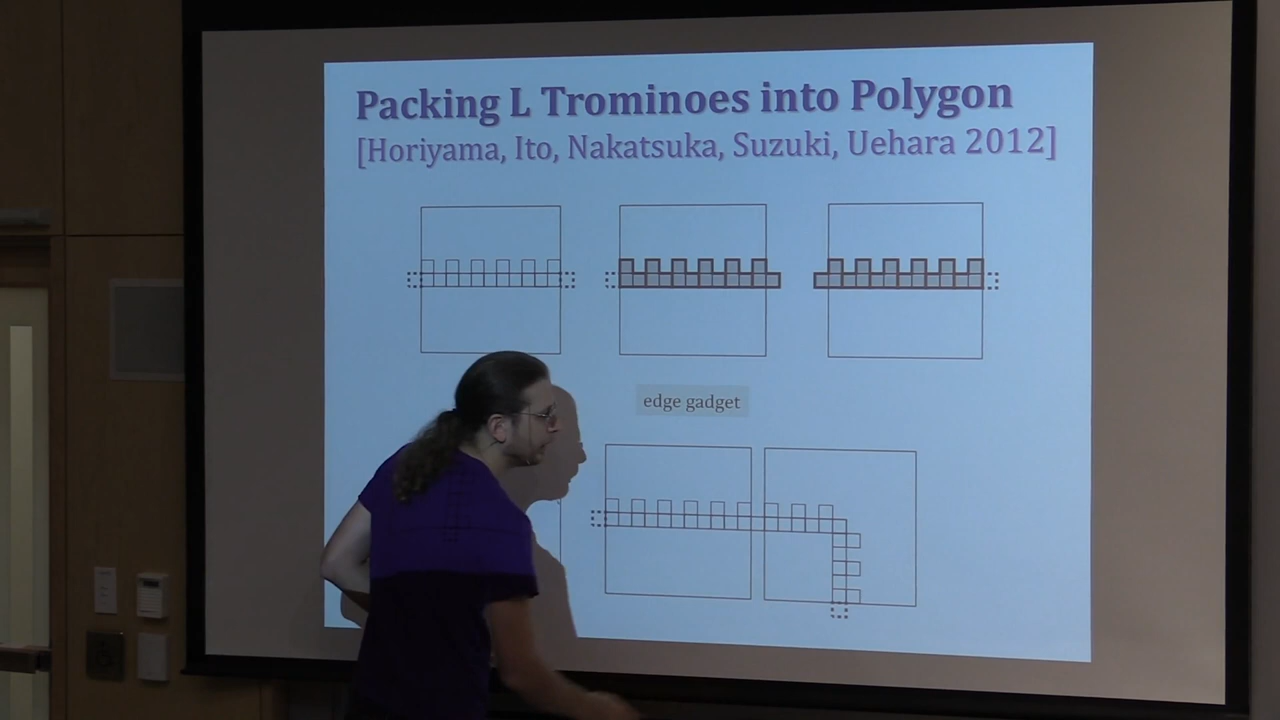 Packing L Trominoes into Polygon
[Horiyama, Ito, Nakatsuka, Suzuki, Uehara 2012]
edge gadget